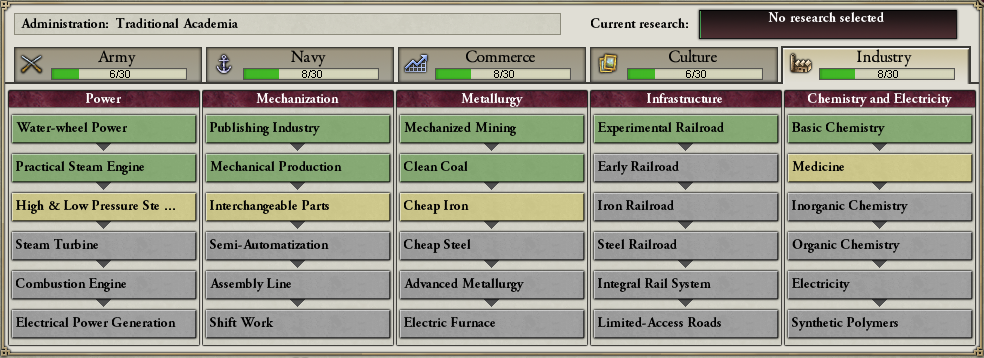 Administration: Traditional Academia
Current research: No research selected
Army Navy Commerce Culture Industry
6/30 8/30 8/30 6/30 8/30
Power Mechanization Metallurgy Infrastructure Chemistry and Electricity
Water-wheel Power Publishing Industry Mechanized Mining Experimental Railroad Basic Chemistry
Practical Steam Engine Mechanical Production Clean Coal Early Railroad Medicine
High & Low Pressure Ste ... Interchangeable Parts Cheap Iron Iron Railroad Inorganic Chemistry
Steam Turbine Semi-Automatization Cheap Steel Steel Railroad Organic Chemistry
Combustion Engine Assembly Line Advanced Metallurgy Integral Rail System Electricity
Electrical Power Generation Shift Work Electric Furnace Limited-Access Roads Synthetic Polymers